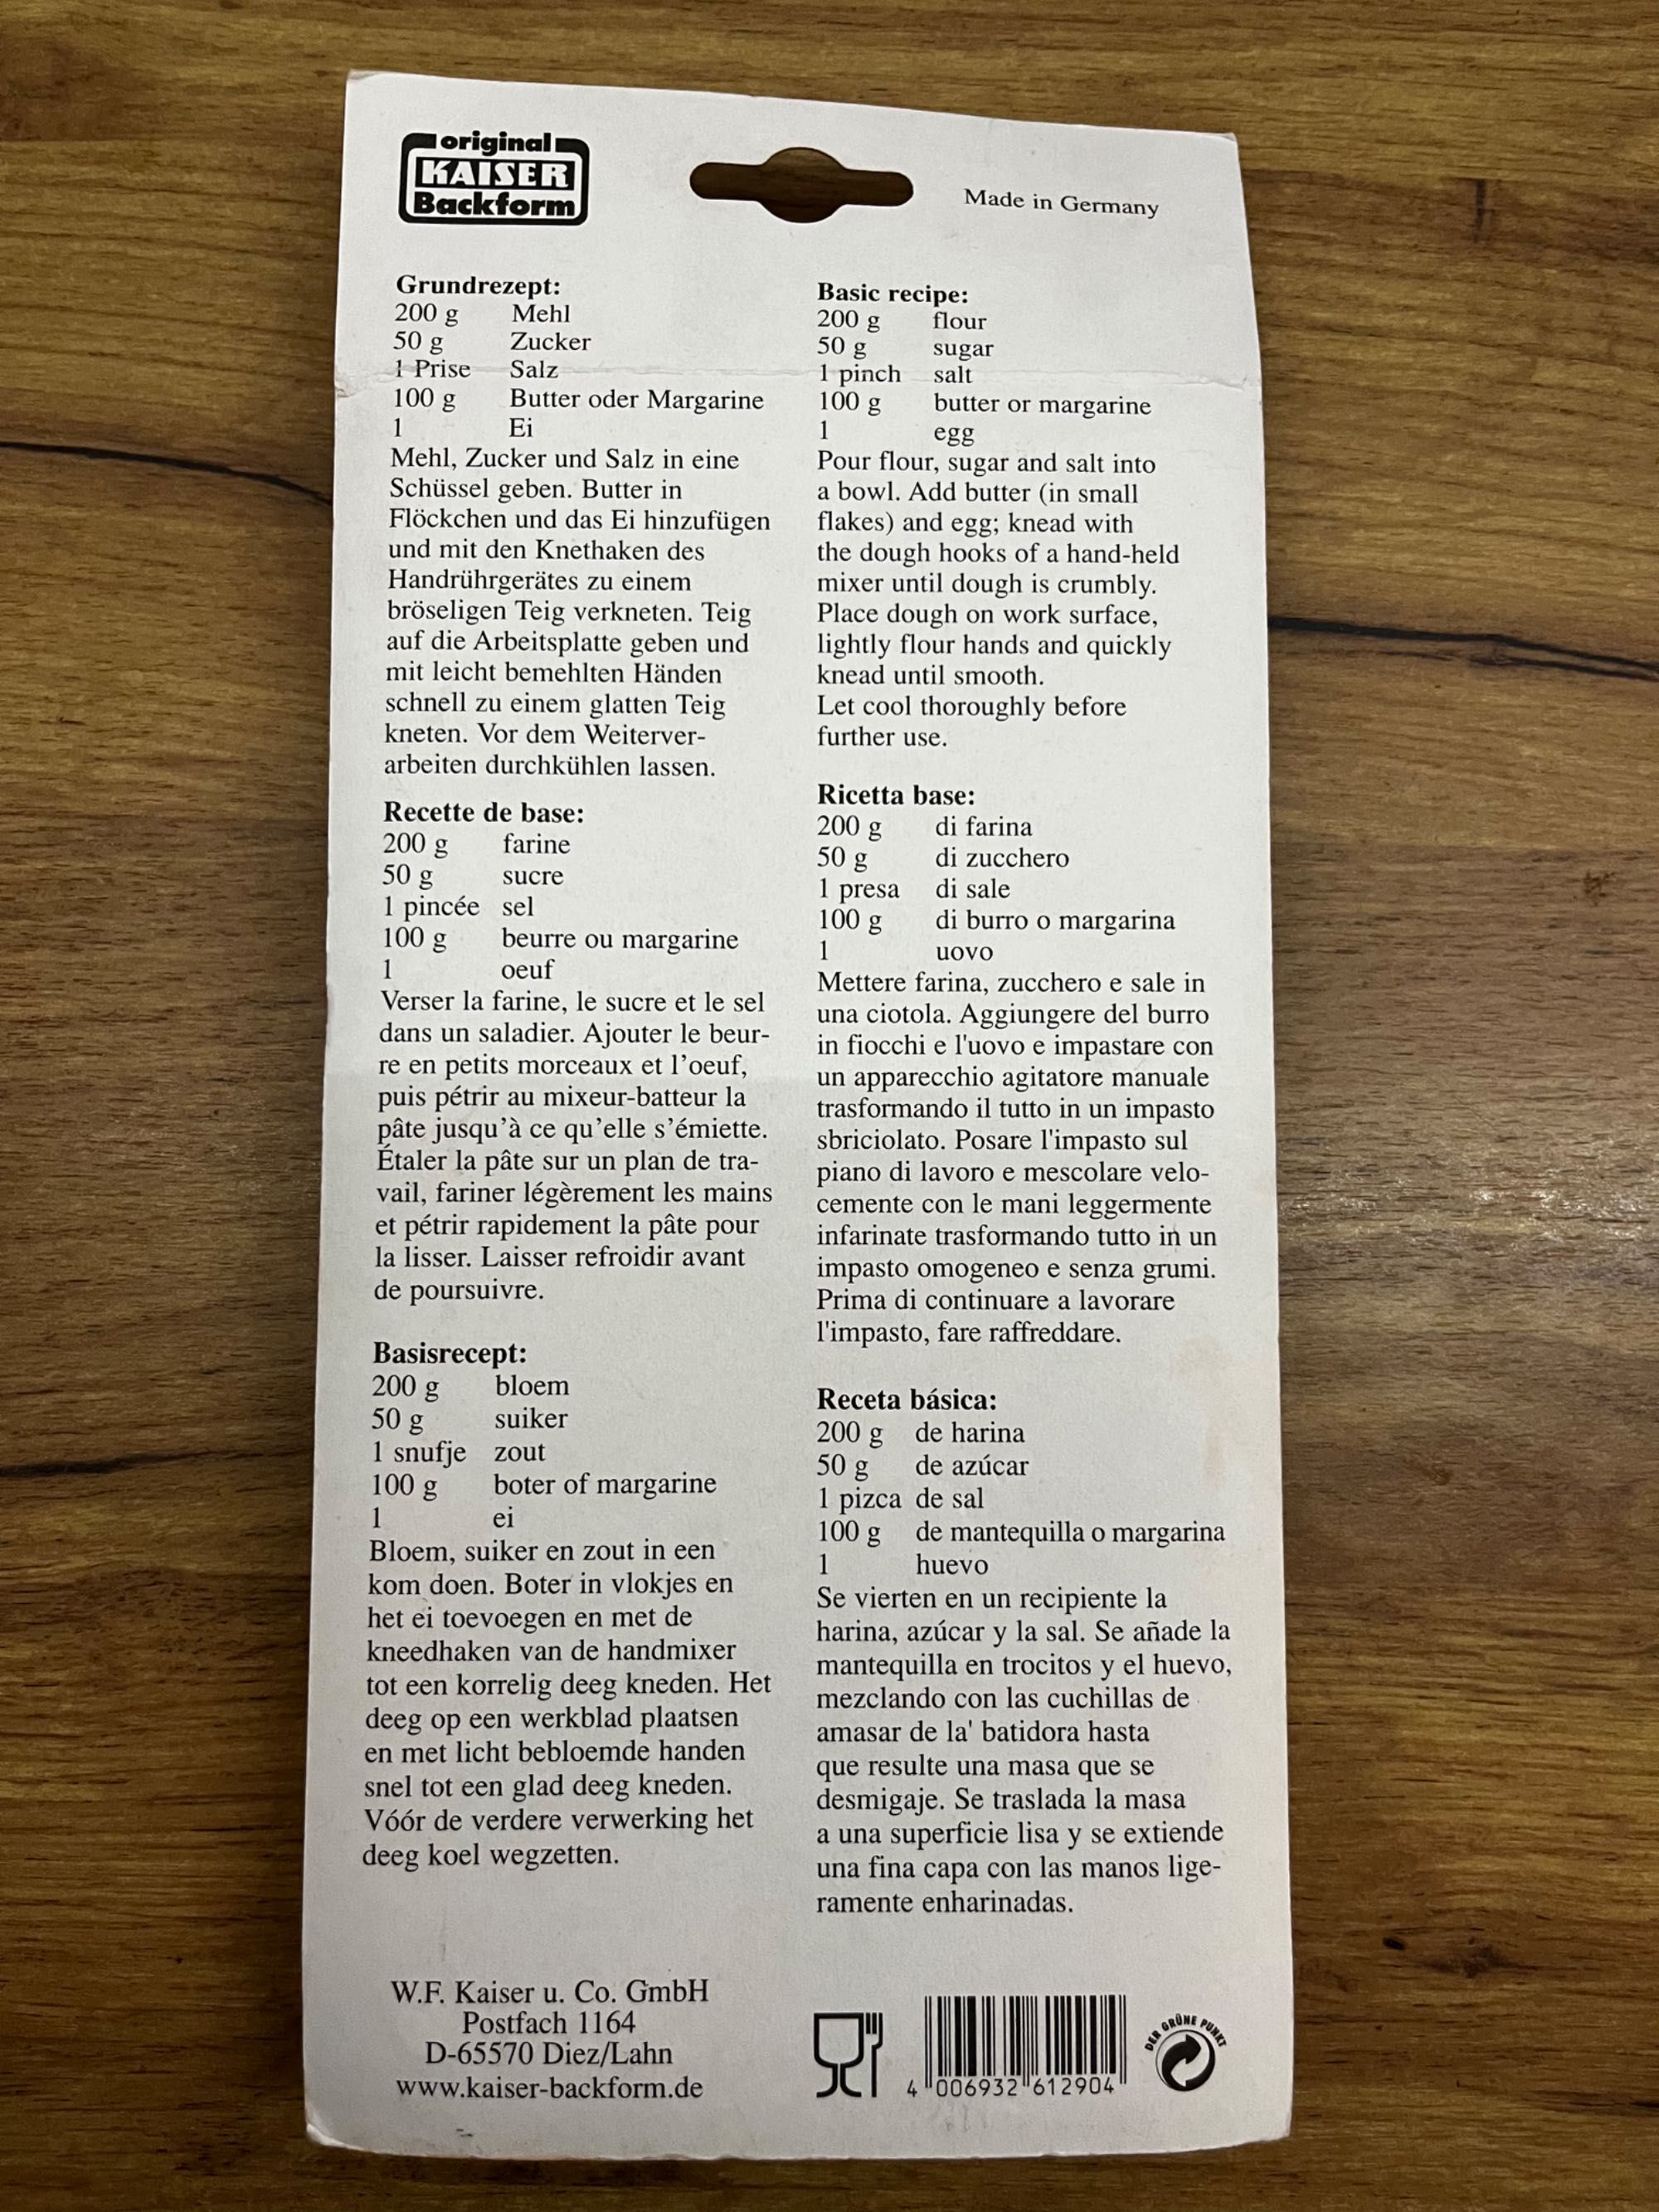 original
KAISER
Backform
Made in Germany
Grundrezept:
200 g Mehl
50 g Zucker
1 Prise Salz
100 g Butter oder Margarine
1 Ei
Mehl, Zucker und Salz in eine
Schüssel geben. Butter in
Flöckchen und das Ei hinzufügen
und mit den Knethaken des
Handrührgerätes zu einem
bröseligen Teig verkneten. Teig
auf die Arbeitsplatte geben und
mit leicht bemehlten Händen
schnell zu einem glatten Teig
kneten. Vor dem Weiterver-
arbeiten durchkühlen lassen.
Recette de base:
200 g farine
50 g sucre
1 pincée sel
100 g beurre ou margarine
1 oeuf
Verser la farine, le sucre et le sel
dans un saladier. Ajouter le beur-
re en petits morceaux et l’oeuf,
puis pétrir au mixeur-batteur la
pâte jusqu’à ce qu’elle s’émiette.
Étaler la pâte sur un plan de tra-
vail, fariner légèrement les mains
et pétrir rapidement la pâte pour
la lisser. Laisser refroidir avant
de poursuivre.
Basisrecept:
200 g bloem
50 g suiker
1 snufje zout
100 g boter of margarine
1 ei
Bloem, suiker en zout in een
kom doen. Boter in vlokjes en
het ei toevoegen en met de
kneedhaken van de handmixer
tot een korrelig deeg kneden. Het
deeg op een werkblad plaatsen
en met licht bebloemde handen
snel tot een glad deeg kneden.
Vóór de verdere verwerking het
deeg koel wegzetten.
Basic recipe:
200 g flour
50 g sugar
1 pinch salt
100 g butter or margarine
1 egg
Pour flour, sugar and salt into
a bowl. Add butter (in small
flakes) and egg; knead with
the dough hooks of a hand-held
mixer until dough is crumbly.
Place dough on work surface,
lightly flour hands and quickly
knead until smooth.
Let cool thoroughly before
further use.
Ricetta base:
200 g di farina
50 g di zucchero
1 presa di sale
100 g di burro o margarina
1 uovo
Mettere farina, zucchero e sale in
una ciotola. Aggiungere del burro
in fiocchi e l'uovo e impastare con
un apparecchio agitatore manuale
trasformando il tutto in un impasto
sbriciolato. Posare l'impasto sul
piano di lavoro e mescolare velo-
cemente con le mani leggermente
infarinate trasformando tutto in un
impasto omogeneo e senza grumi.
Prima di continuare a lavorare
l'impasto, fare raffreddare.
Receta básica:
200 g de harina
50 g de azúcar
1 pizca de sal
100 g de mantequilla o margarina
1 huevo
Se vierten en un recipiente la
harina, azúcar y la sal. Se añade la
mantequilla en trocitos y el huevo,
mezclando con las cuchillas de
amasar de la' batidora hasta
que resulte una masa que se
desmigaje. Se traslada la masa
a una superficie lisa y se extiende
una fina capa con las manos lige-
ramente enharinadas.
W.F. Kaiser u. Co. GmbH
Postfach 1164
D-65570 Diez/Lahn
www.kaiser-backform.de
4 006932 612904
DER GRÜNE PUNKT